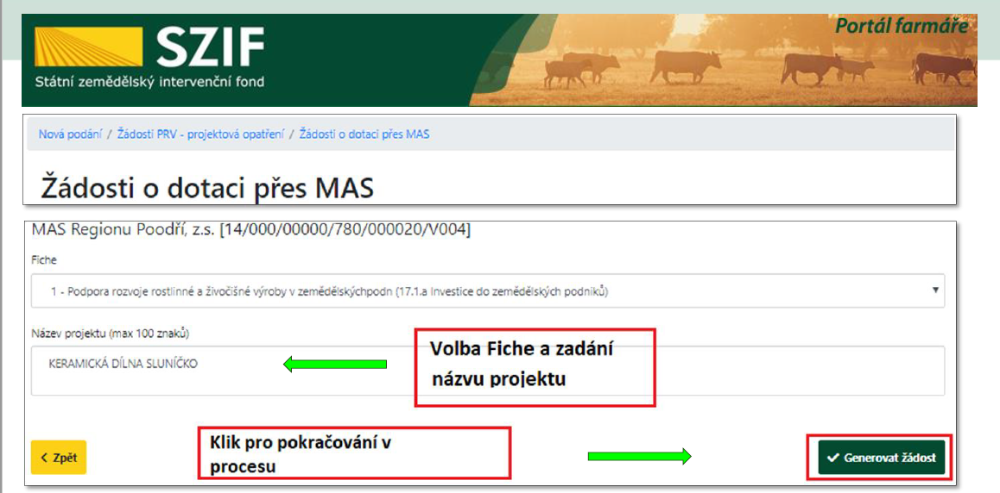 SZIF
Státní zemědělský intervenční fond
Portál farmáře
Nová podání / Žádosti PRV - projektová opatření / Žádosti o dotaci přes MAS
Žádosti o dotaci přes MAS
MAS Regionu Poodří, z.s. [14/000/00000/780/000020/V004]
Fiche
1 - Podpora rozvoje rostlinné a živočišné výroby v zemědělskýchpodn (17.1.a Investice do zemědělských podniků)
Název projektu (max 100 znaků)
KERAMICKÁ DÍLNA SLUNÍČKO
Volba Fiche a zadání
názvu projektu
Zpět
Klik pro pokračování v
procesu
Generovat žádost